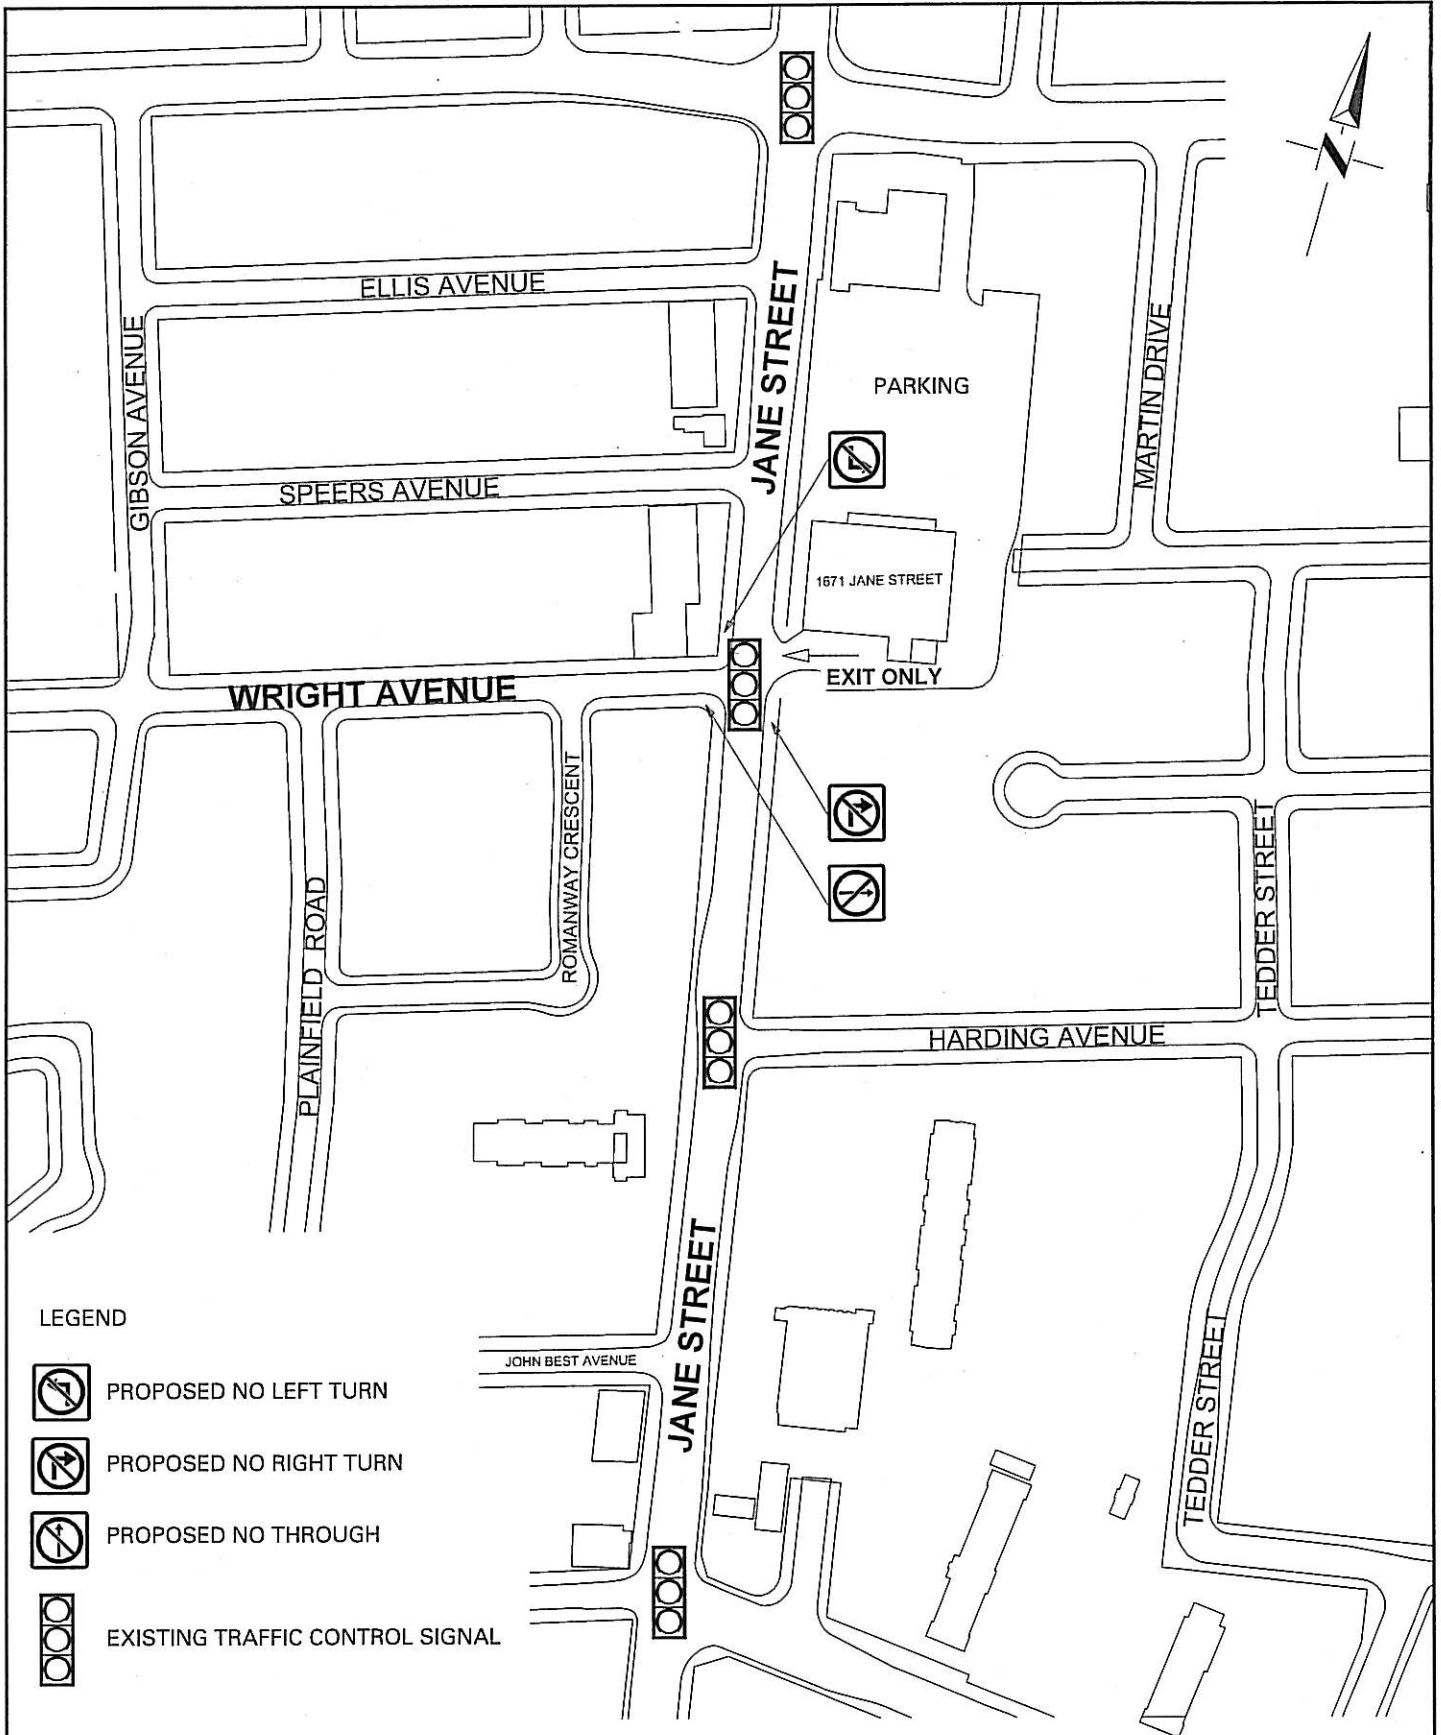 N
ELLIS AVENUE
JANE STREET
GIBSON AVENUE
MARTIN DRIVE
PARKING
SPEERS AVENUE
1671 JANE STREET
EXIT ONLY
WRIGHT AVENUE
ROMANWAY CRESCENT
PLAINFIELD ROAD
TEDDER STREET
HARDING AVENUE
JANE STREET
JOHN BEST AVENUE
TEDDER STREET
LEGEND
PROPOSED NO LEFT TURN
PROPOSED NO RIGHT TURN
PROPOSED NO THROUGH
EXISTING TRAFFIC CONTROL SIGNAL